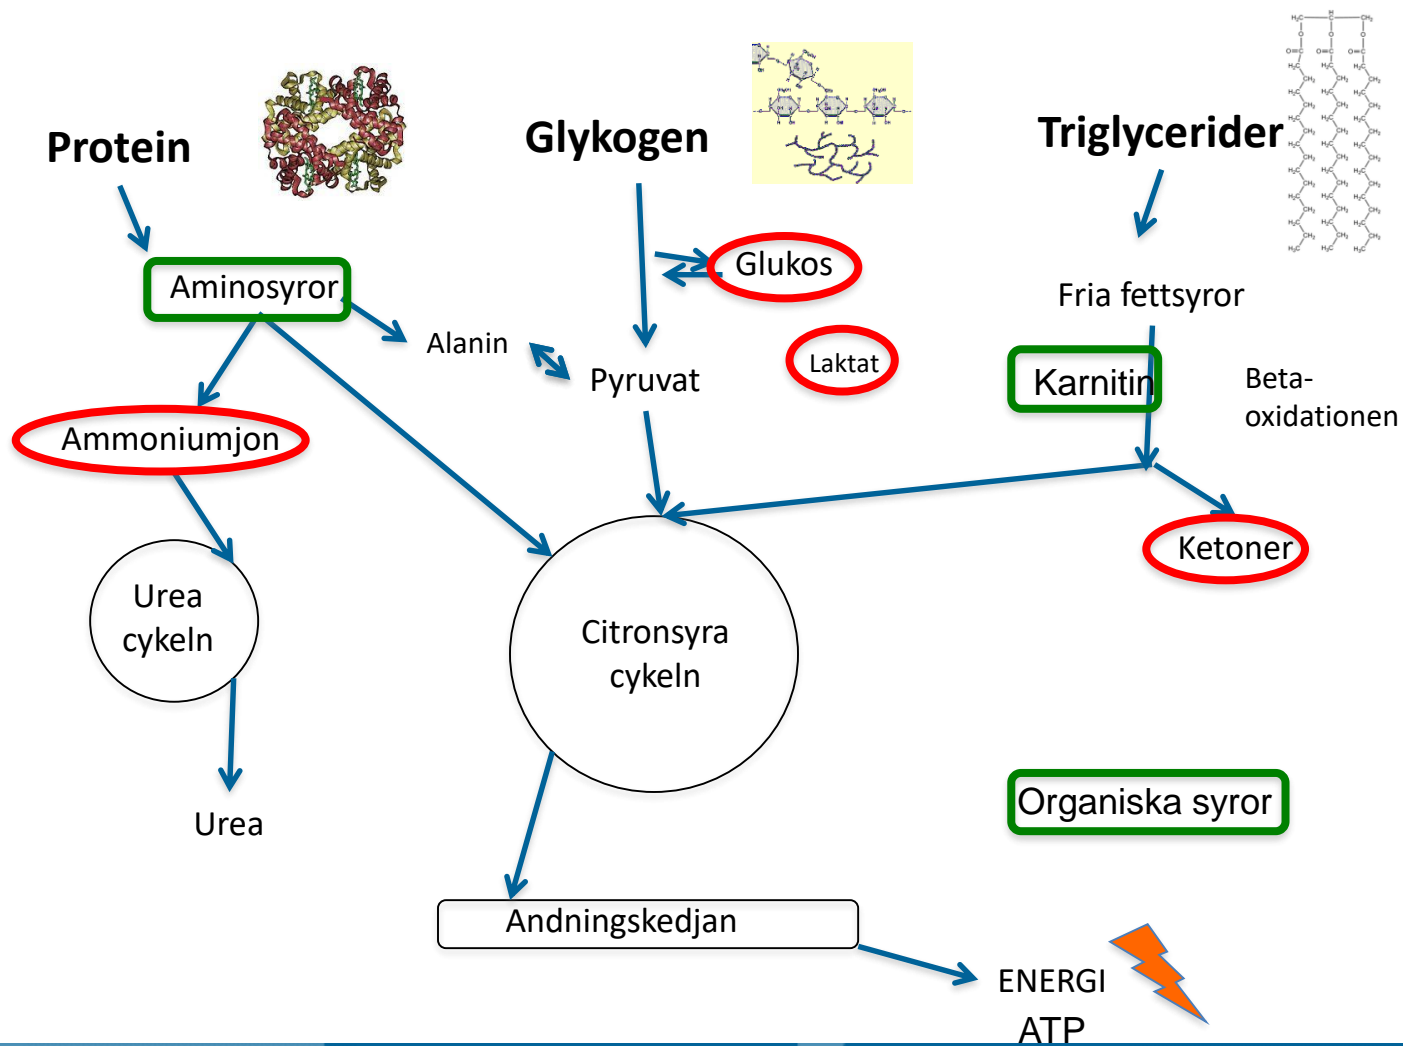 Protein
Glykogen
Triglycerider
Aminosyror
Glukos
Fria fettsyror
Alanin
Laktat
Pyruvat
Karnitin
Beta-
oxidationen
Ammoniumjon
Ketoner
Urea
cykeln
Citronsyra
cykeln
Urea
Organiska syror
Andningskedjan
ENERGI
ATP